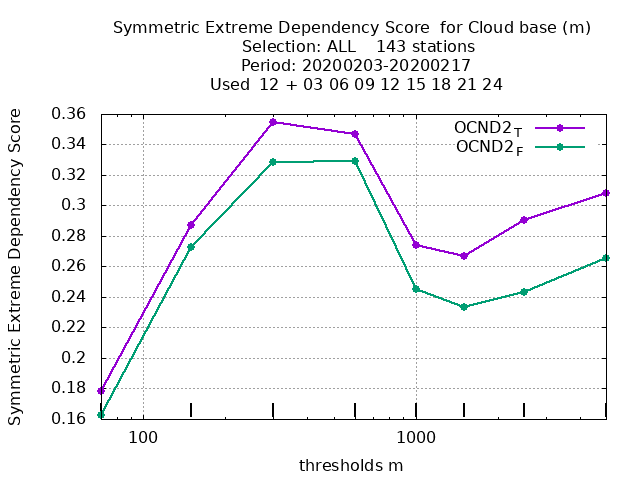 Symmetric Extreme Dependency Score  for Cloud base (m)
Selection: ALL    143 stations
Period: 20200203-20200217
Used  12 + 03 06 09 12 15 18 21 24
OCND2T
OCND2F
Symmetric Extreme Dependency Score
0.36
0.34
0.32
0.3
0.28
0.26
0.24
0.22
0.2
0.18
0.16
100
1000
thresholds m